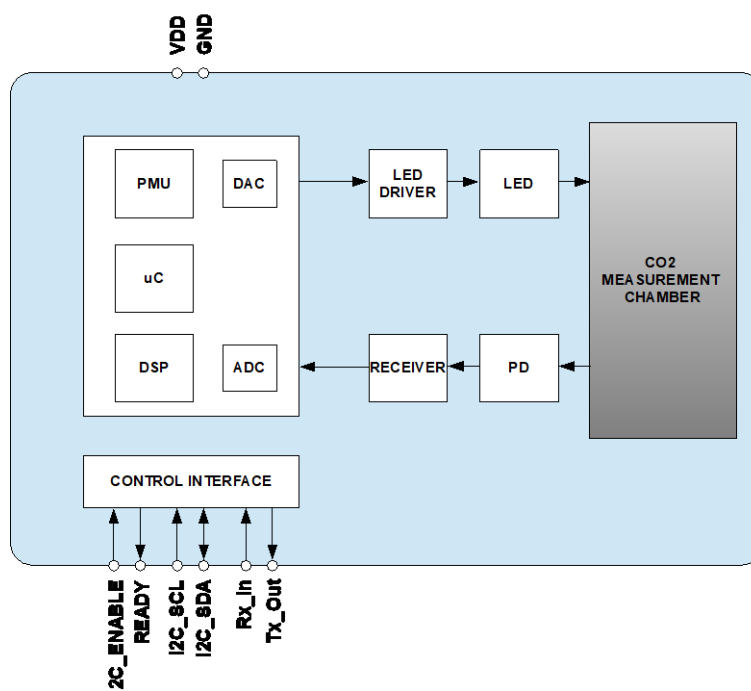 VDD
GND
PMU
DAC
LED
DRIVER
LED
uC
CO2
MEASUREMENT
CHAMBER
DSP
ADC
RECEIVER
PD
CONTROL INTERFACE
2C_ENABLE
READY
I2C_SCL
I2C_SDA
Rx_In
Tx_Out